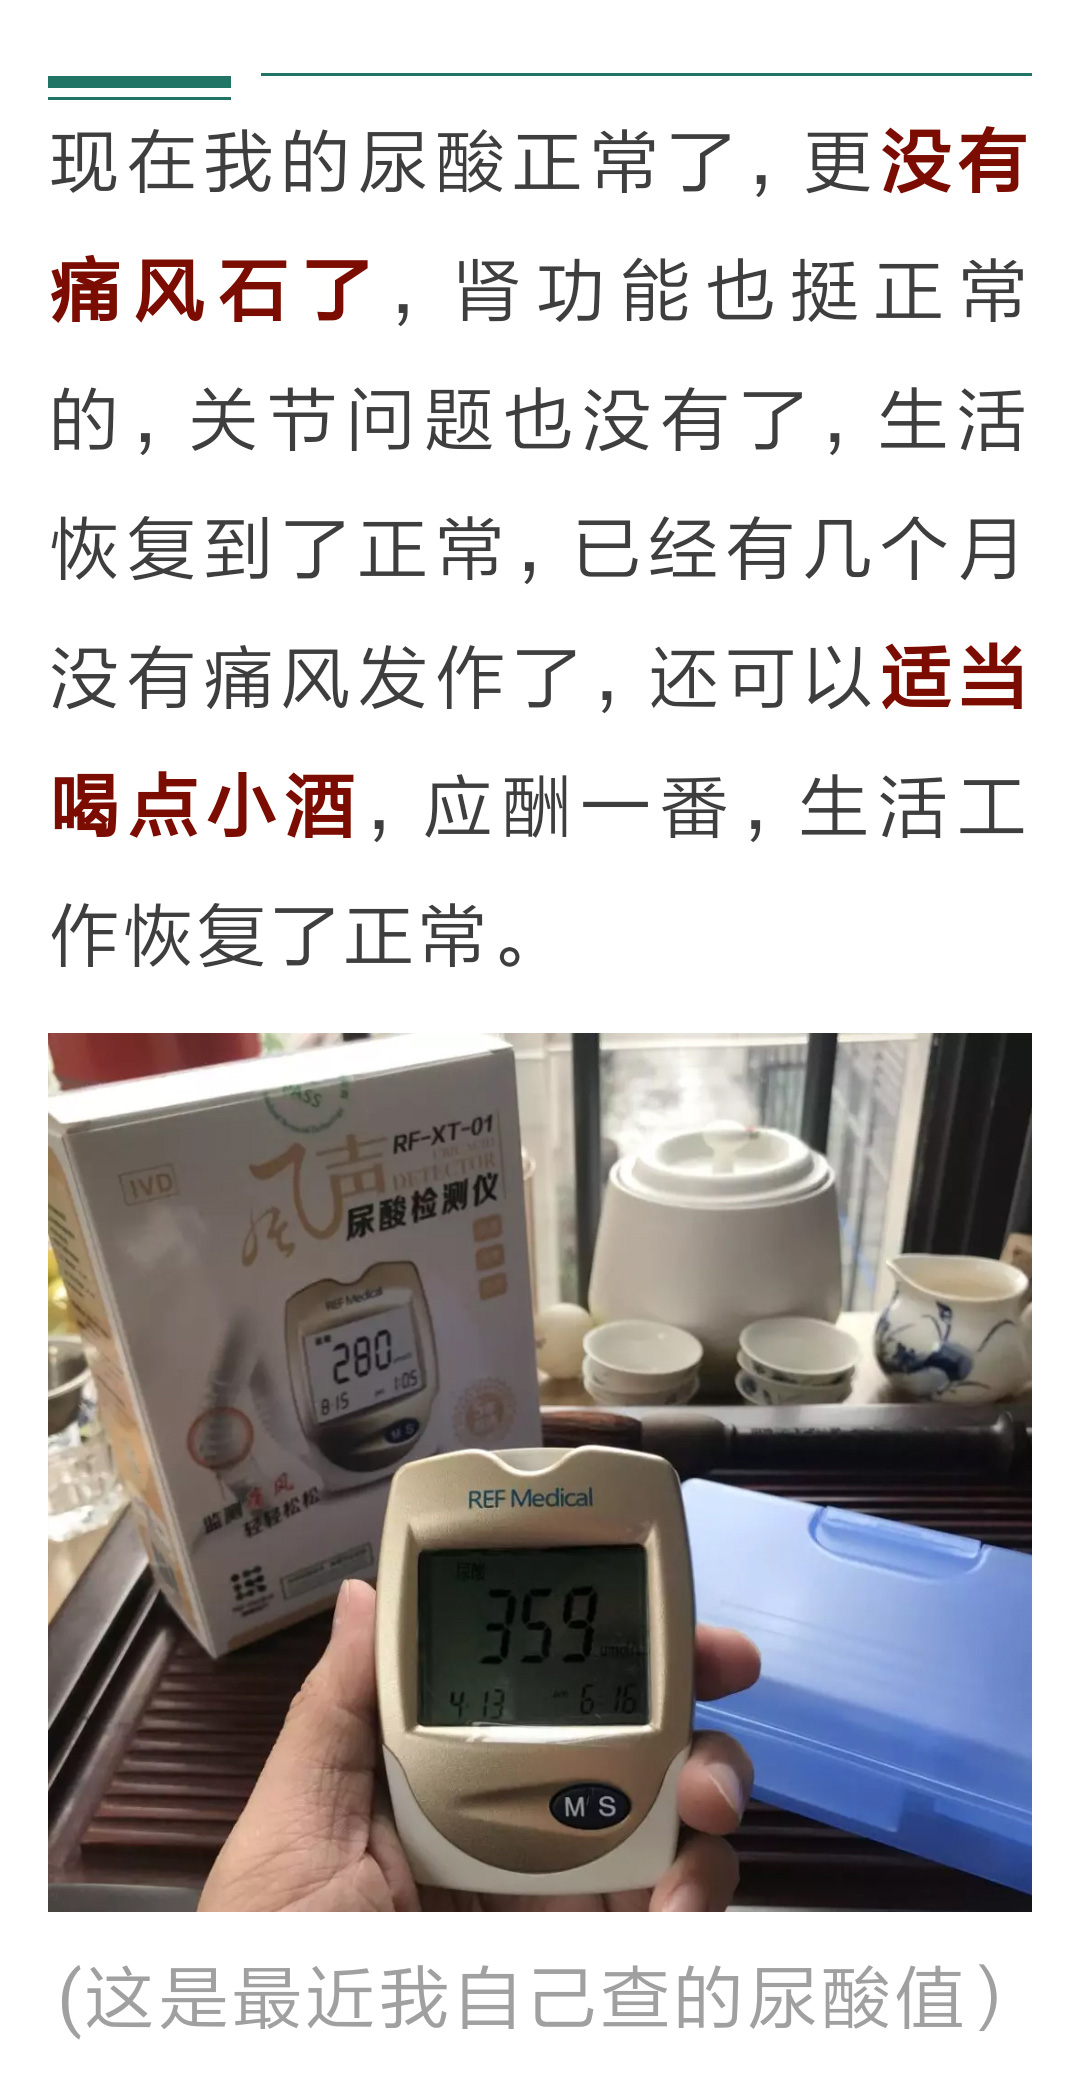 现在我的尿酸正常了，更没有
痛风石了，肾功能也挺正常
的，关节问题也没有了，生活
恢复到了正常，已经有几个月
没有痛风发作了，还可以适当
喝点小酒，应酬一番，生活工
作恢复了正常。
PASS
IVD
风声
RF-XT-01
URIC ACID
DETECTOR
尿酸检测仪
REF Medical
280
8-15
1:05
M S
监测痛风
轻轻松松
REF Medical
尿酸
359
umol/L
4-13
6:16
M S
(这是最近我自己查的尿酸值）